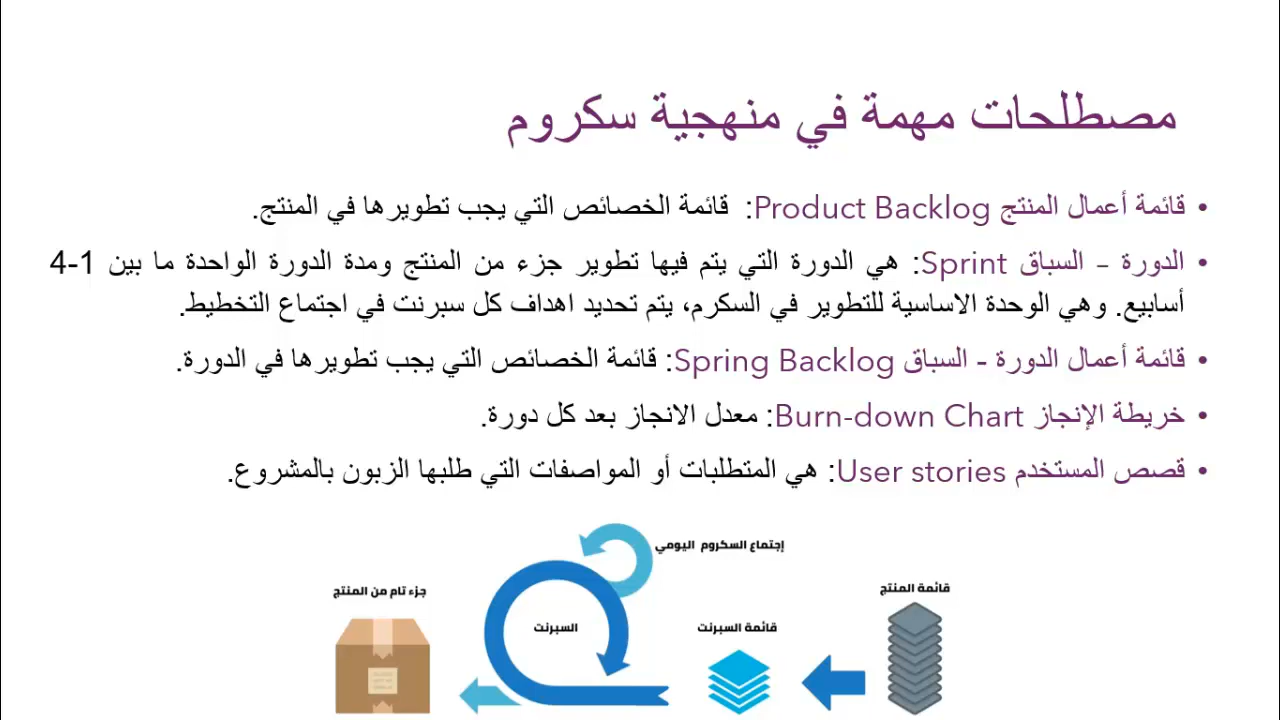 مصطلحات مهمة في منهجية سكروم
• قائمة أعمال المنتج Product Backlog: قائمة الخصائص التي يجب تطويرها في المنتج.
• الدورة – السباق Sprint: هي الدورة التي يتم فيها تطوير جزء من المنتج ومدة الدورة الواحدة ما بين 1-4
أسابيع. وهي الوحدة الاساسية للتطوير في السكرم، يتم تحديد اهداف كل سبرنت في اجتماع التخطيط.
• قائمة أعمال الدورة - السباق Spring Backlog: قائمة الخصائص التي يجب تطويرها في الدورة.
• خريطة الإنجاز Burn-down Chart: معدل الانجاز بعد كل دورة.
• قصص المستخدم User stories: هي المتطلبات أو المواصفات التي طلبها الزبون بالمشروع.
إجتماع السكروم اليومي
قائمة المنتج
جزء تام من المنتج
قائمة السبرنت
السبرنت